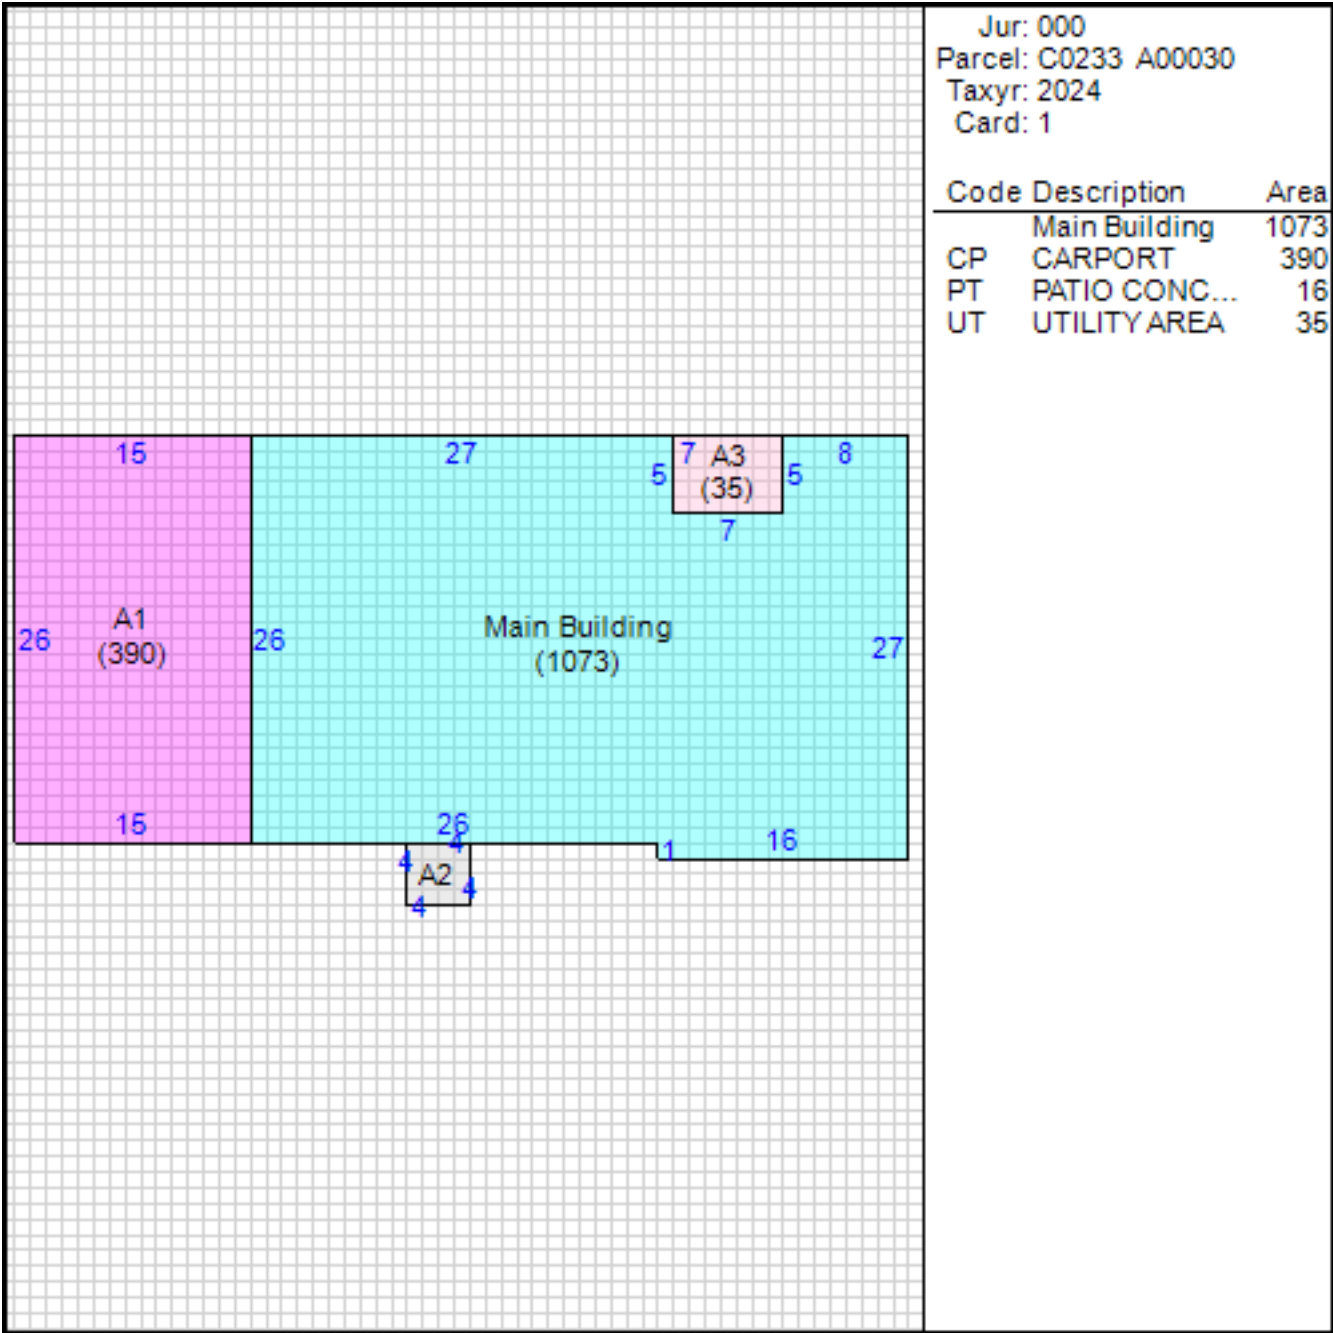 Jur: 000
Parcel: C0233 A00030
Taxyr: 2024
Card: 1
Code Description Area
Main Building 1073
CP CARPORT 390
PT PATIO CONC... 16
UT UTILITY AREA 35
15
27
7
A3
8
5
(35)
5
7
A1
(390)
26
26
Main Building
(1073)
27
15
26
4
16
1
4
A2
4
4